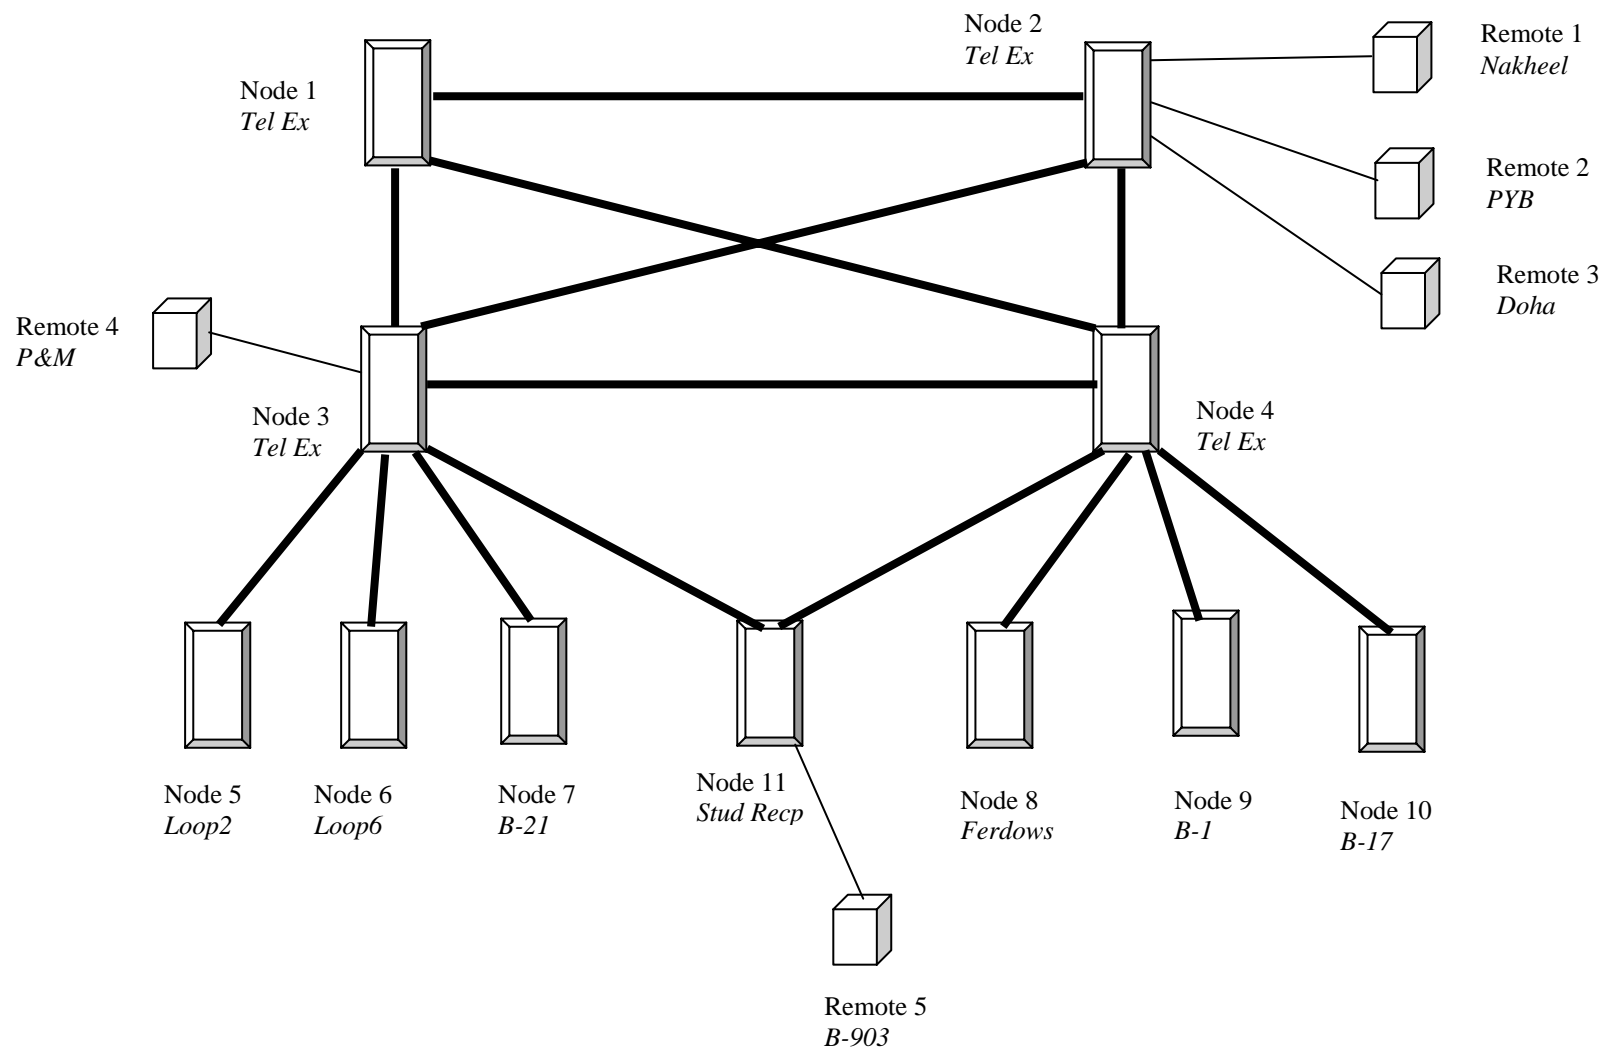 Node 1
Tel Ex
Node 2
Tel Ex
Remote 1
Nakheel
Remote 2
PYB
Remote 3
Doha
Remote 4
P&M
Node 3
Tel Ex
Node 4
Tel Ex
Node 5
Loop2
Node 6
Loop6
Node 7
B-21
Node 11
Stud Recp
Node 8
Ferdows
Node 9
B-1
Node 10
B-17
Remote 5
B-903